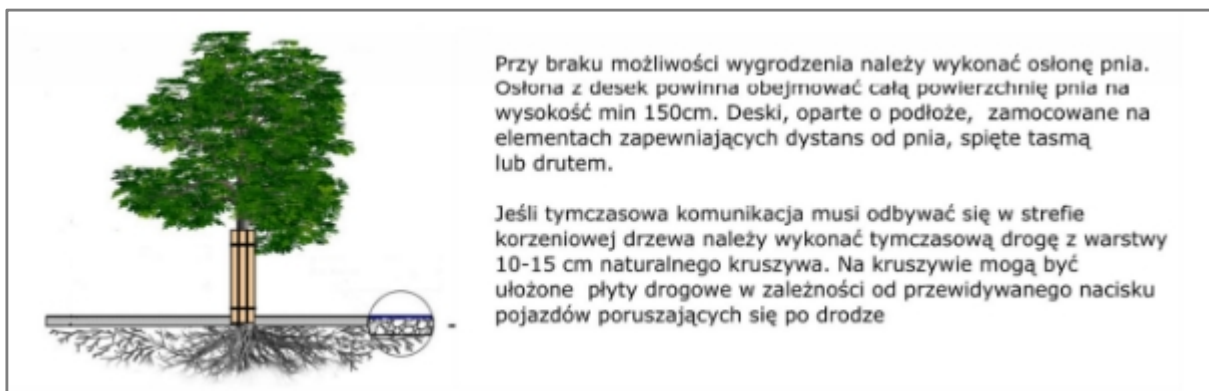 Przy braku możliwości wygrodzenia należy wykonać osłonę pnia.
Osłona z desek powinna obejmować całą powierzchnię pnia na
wysokość min 150cm. Deski, oparte o podłoże, zamocowane na
elementach zapewniających dystans od pnia, spięte tasmą
lub drutem.
Jeśli tymczasowa komunikacja musi odbywać się w strefie
korzeniowej drzewa należy wykonać tymczasową drogę z warstwy
10-15 cm naturalnego kruszywa. Na kruszywie mogą być
ułożone płyty drogowe w zależności od przewidywanego nacisku
pojazdów poruszających się po drodze